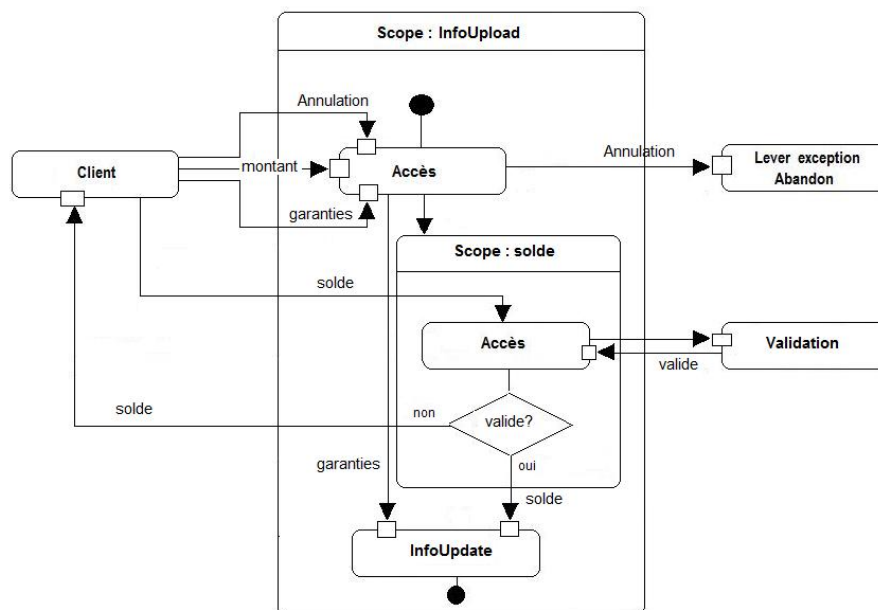 Scope : InfoUpload
Annulation
Client
montant
Accès
Annulation
Lever exception
Abandon
garanties
Scope : solde
solde
Accès
Validation
valide
solde
non
valide?
garanties
oui
solde
InfoUpdate